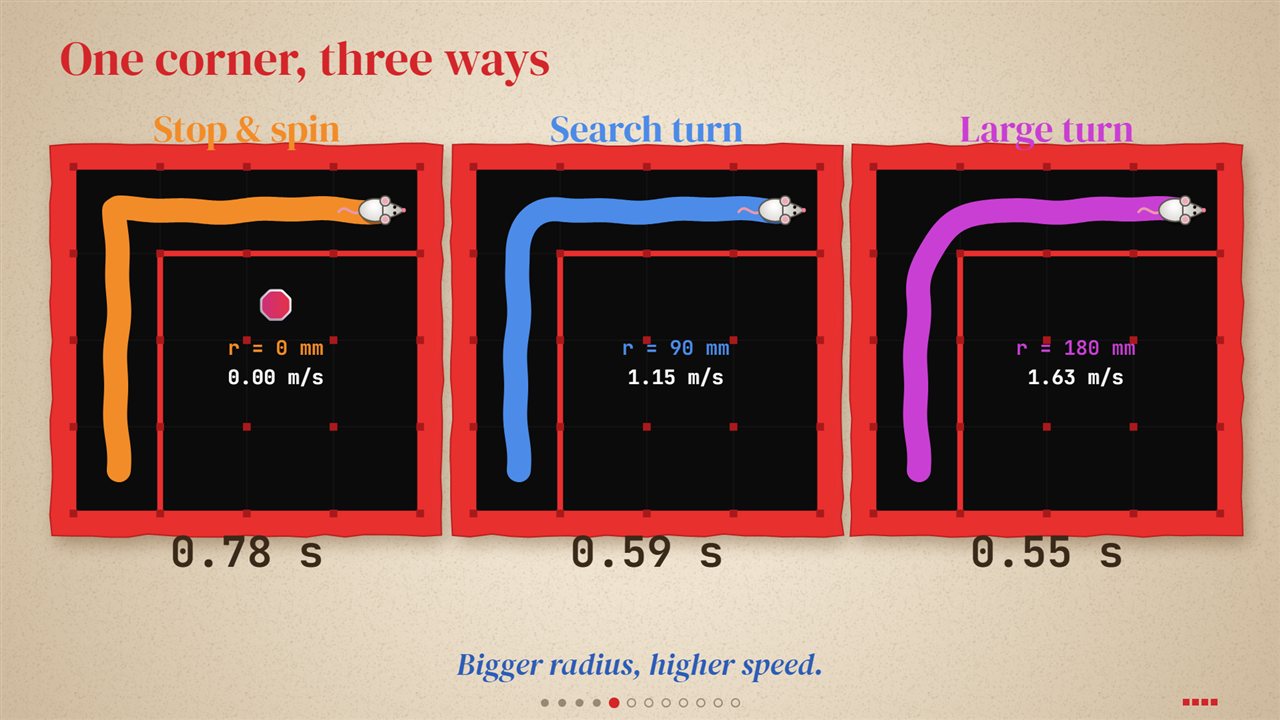 One corner, three ways
Stop & spin
Search turn
Large turn
r = 0 mm
0.00 m/s
r = 90 mm
1.15 m/s
r = 180 mm
1.63 m/s
0.78 s
0.59 s
0.55 s
Bigger radius, higher speed.